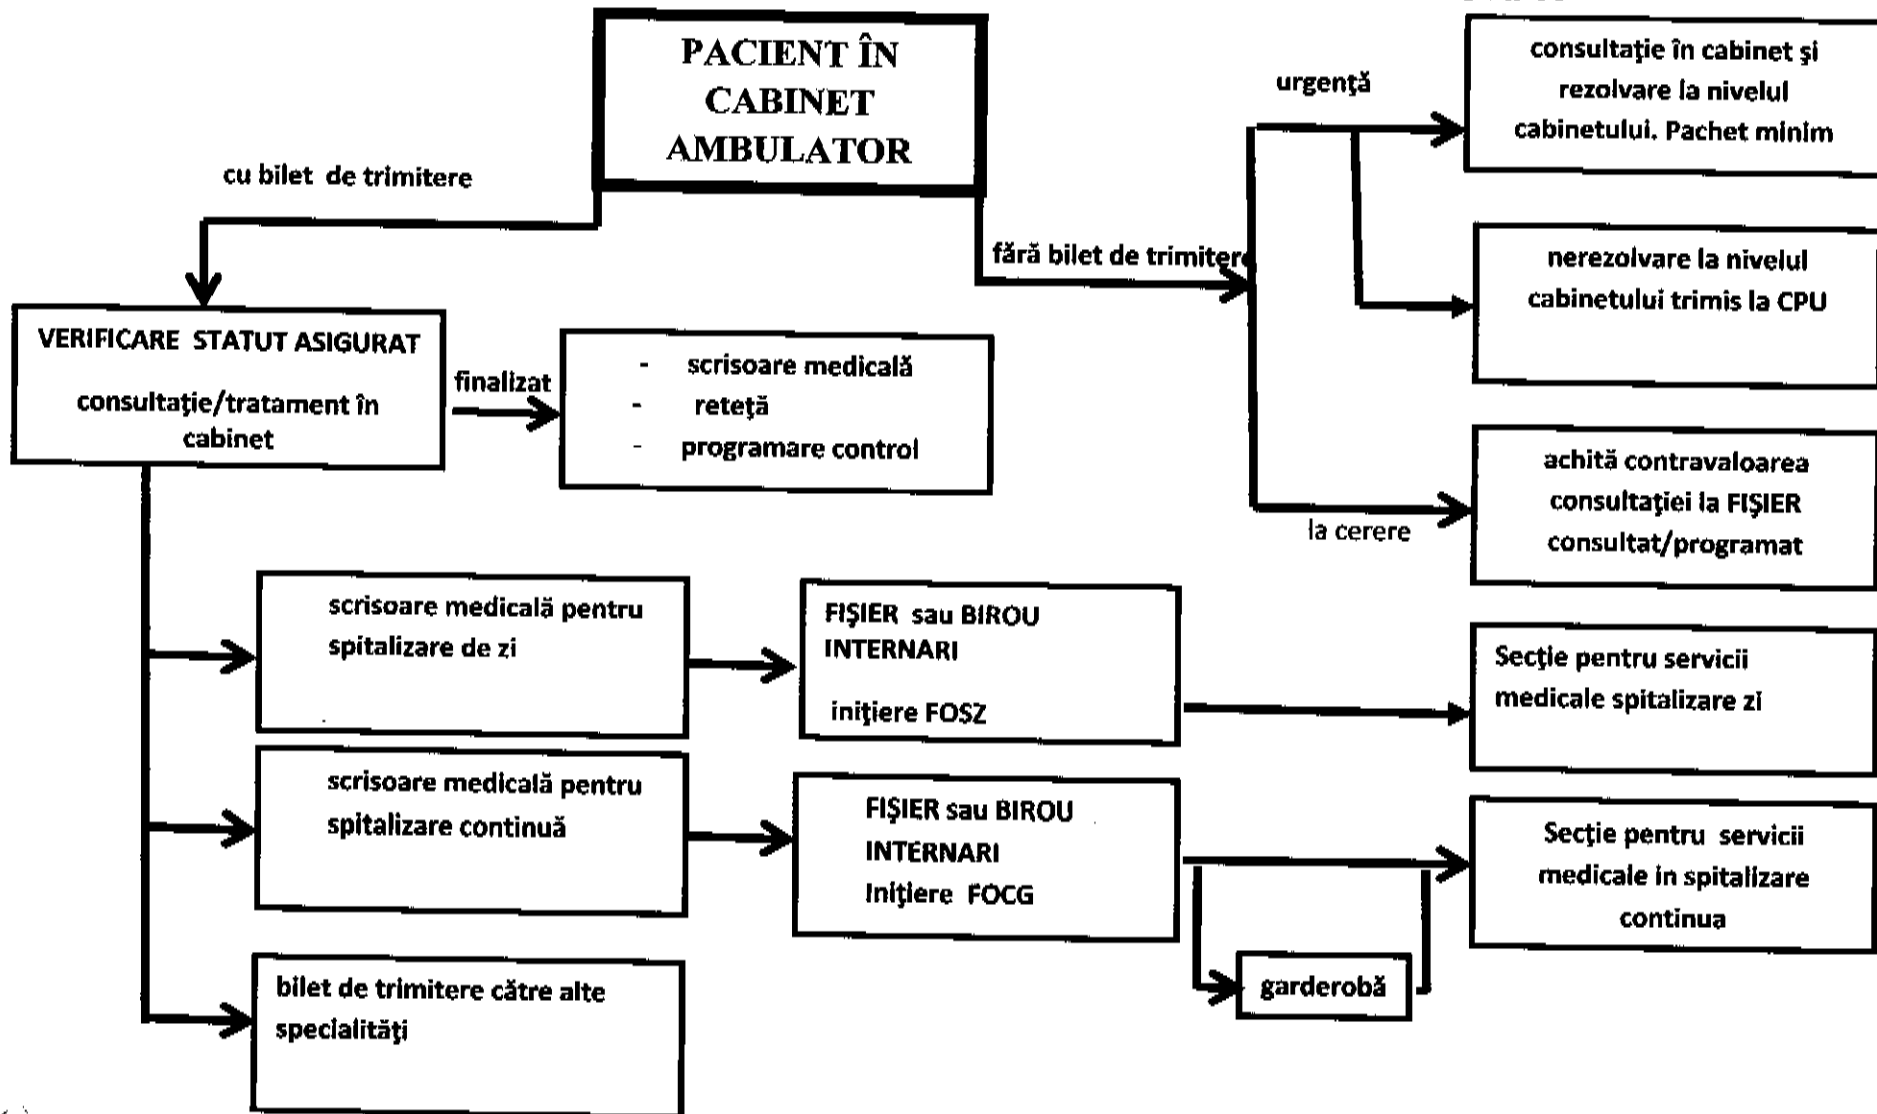 PACIENT ÎN
CABINET
AMBULATOR
cu bilet de trimitere
fără bilet de trimitere
urgenţă
consultaţie în cabinet şi
rezolvare la nivelul
cabinetului. Pachet minim
nerezolvare la nivelul
cabinetului trimis la CPU
la cerere
achită contravaloarea
consultaţiei la FIŞIER
consultat/programat
VERIFICARE STATUT ASIGURAT
consultaţie/tratament în
cabinet
finalizat
- scrisoare medicală
- reteţă
- programare control
scrisoare medicală pentru
spitalizare de zi
FIŞIER sau BIROU
INTERNARI
iniţiere FOSZ
Secţie pentru servicii
medicale spitalizare zi
scrisoare medicală pentru
spitalizare continuă
FIŞIER sau BIROU
INTERNARI
Iniţiere FOCG
garderobă
Secţie pentru servicii
medicale in spitalizare
continua
bilet de trimitere către alte
specialităţi